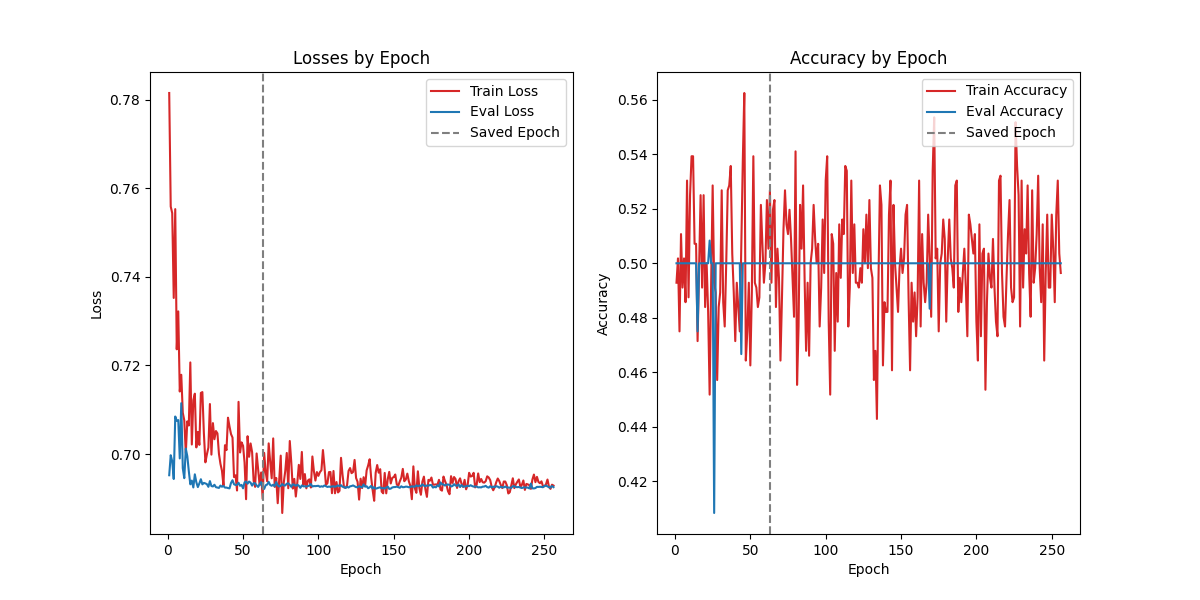 Losses by Epoch
Train Loss
Eval Loss
Saved Epoch
0.78
0.76
0.74
0.72
0.70
Loss
0
50
100
150
200
250
Epoch
Accuracy by Epoch
Train Accuracy
Eval Accuracy
Saved Epoch
0.56
0.54
0.52
0.50
0.48
0.46
0.44
0.42
Accuracy
0
50
100
150
200
250
Epoch